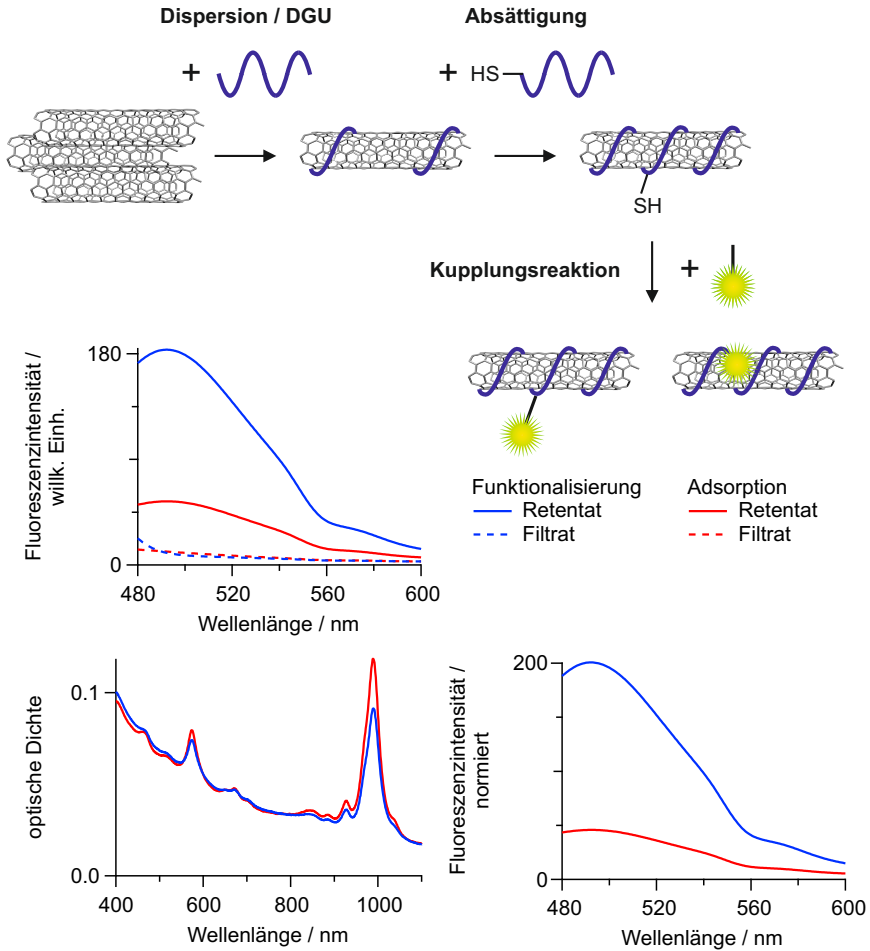 Dispersion / DGU
Absättigung
+
+ HS
SH
Kupplungsreaktion
+
Fluoreszenzintensität /
willk. Einh.
180
0
480 520 560 600
Wellenlänge / nm
Funktionalisierung
Retentat
Filtrat
Adsorption
Retentat
Filtrat
optische Dichte
0.1
0.0
400 600 800 1000
Wellenlänge / nm
Fluoreszenzintensität /
normiert
200
0
480 520 560 600
Wellenlänge / nm